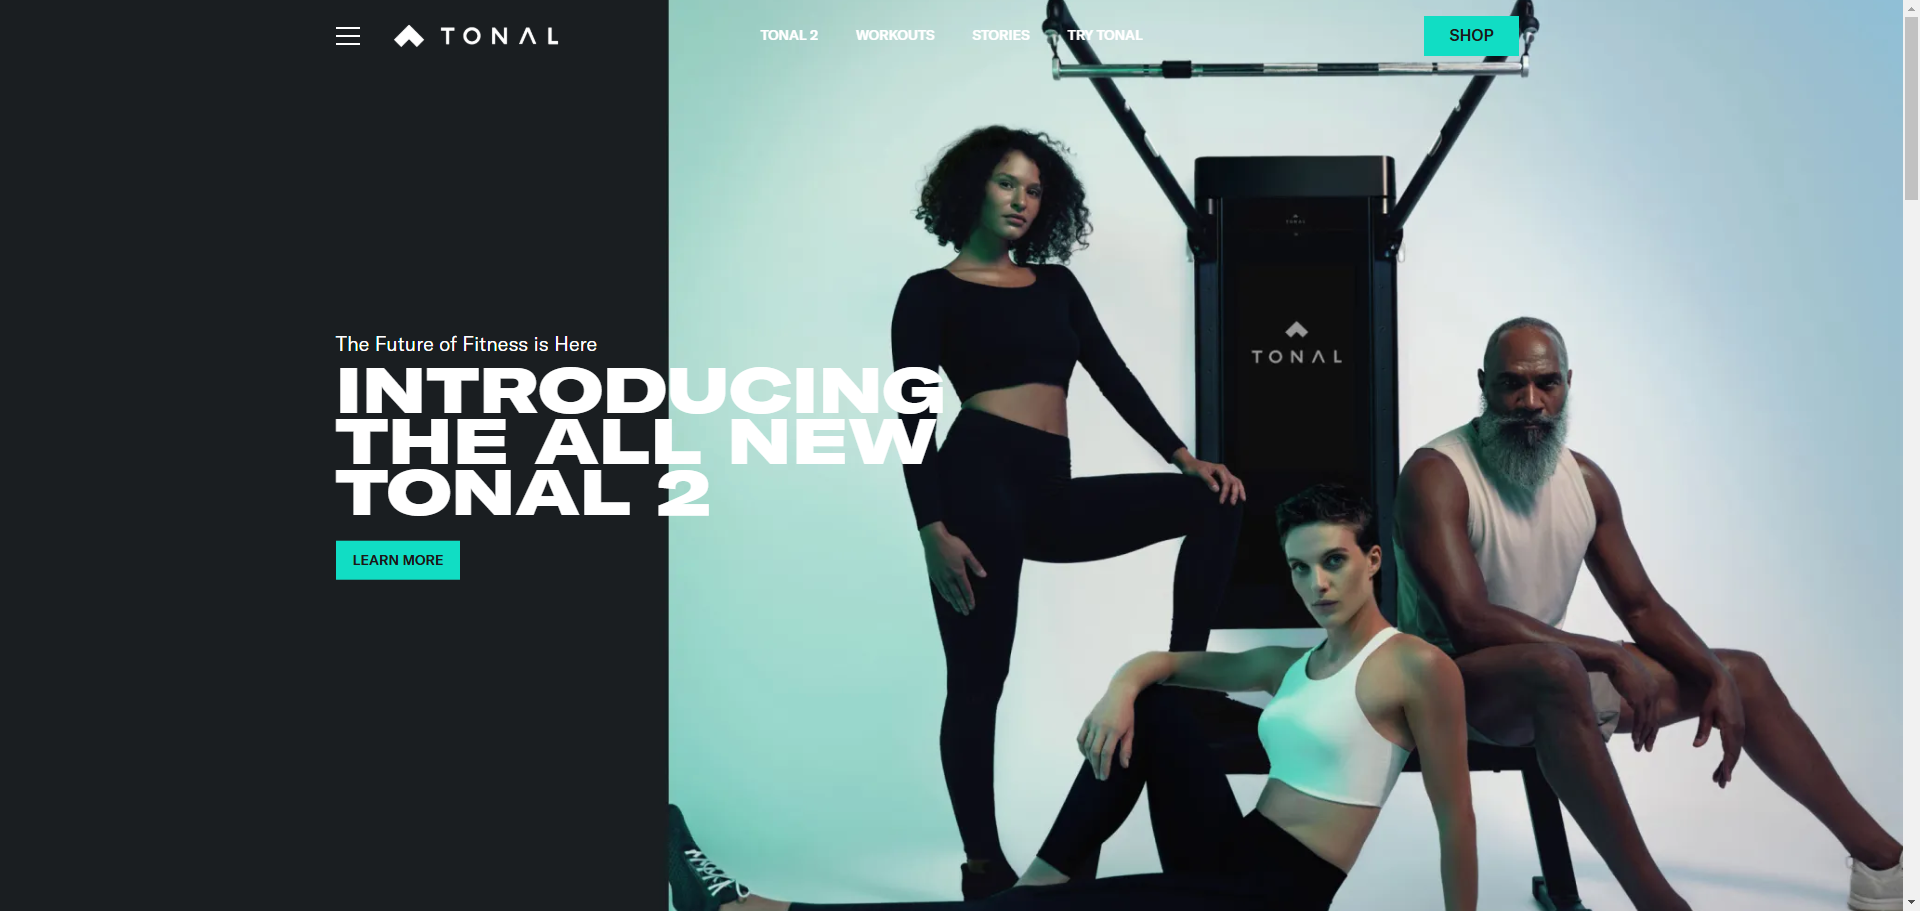 TONAL
TONAL 2
WORKOUTS
STORIES
TRY TONAL
SHOP
TONAL
TONAL
The Future of Fitness is Here
INTRODUCING
THE ALL NEW
TONAL 2
LEARN MORE